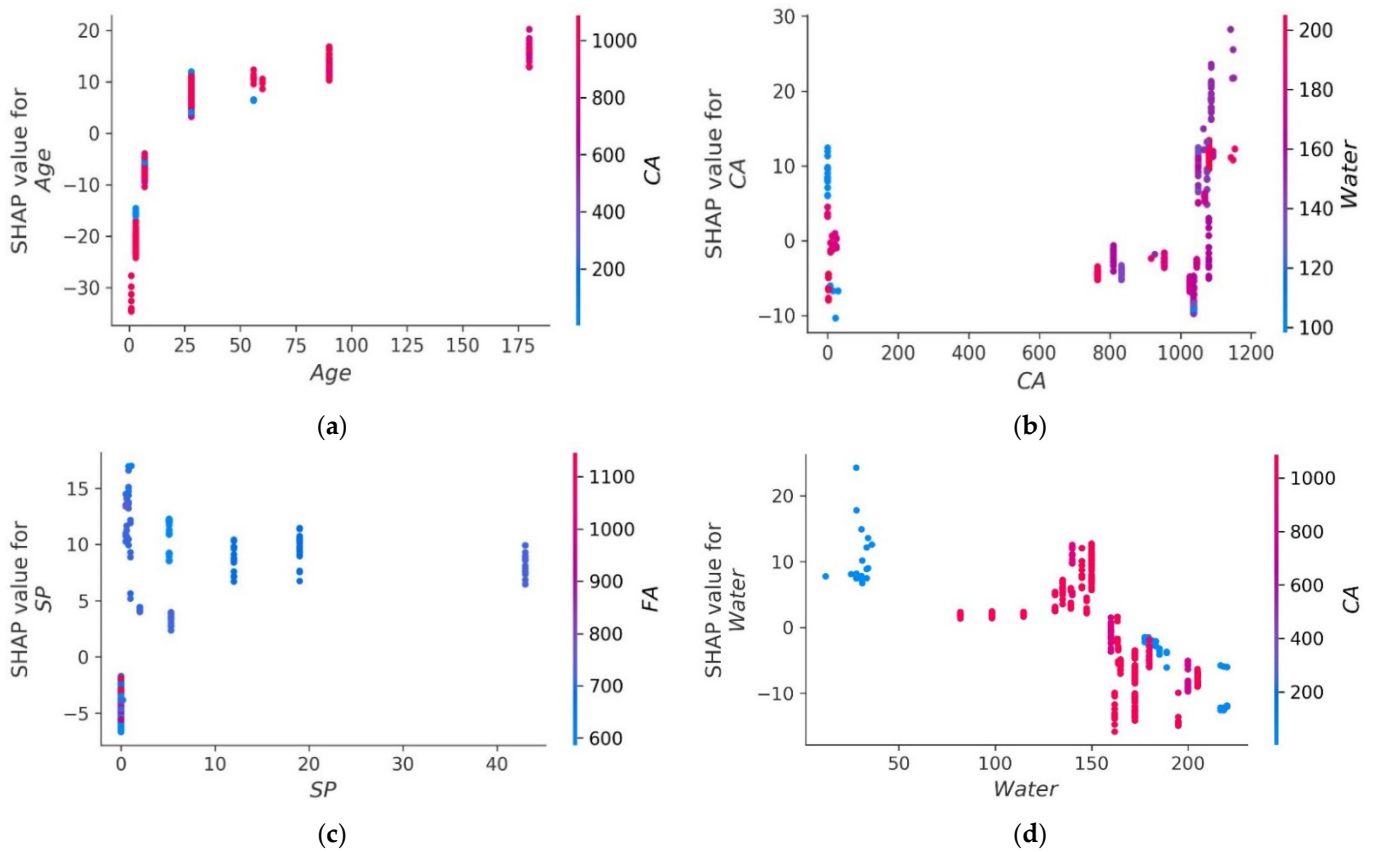 SHAP value for
Age
20
10
0
−10
−20
−30
0 25 50 75 100 125 150 175
Age
1000
800
600
400
200
CA
(a)
SHAP value for
CA
30
20
10
0
−10
0 200 400 600 800 1000 1200
CA
200
180
160
140
120
100
Water
(b)
SHAP value for
SP
15
10
5
0
−5
0 10 20 30 40
SP
1100
1000
900
800
700
600
FA
(c)
SHAP value for
Water
20
10
0
−10
50 100 150 200
Water
1000
800
600
400
200
CA
(d)